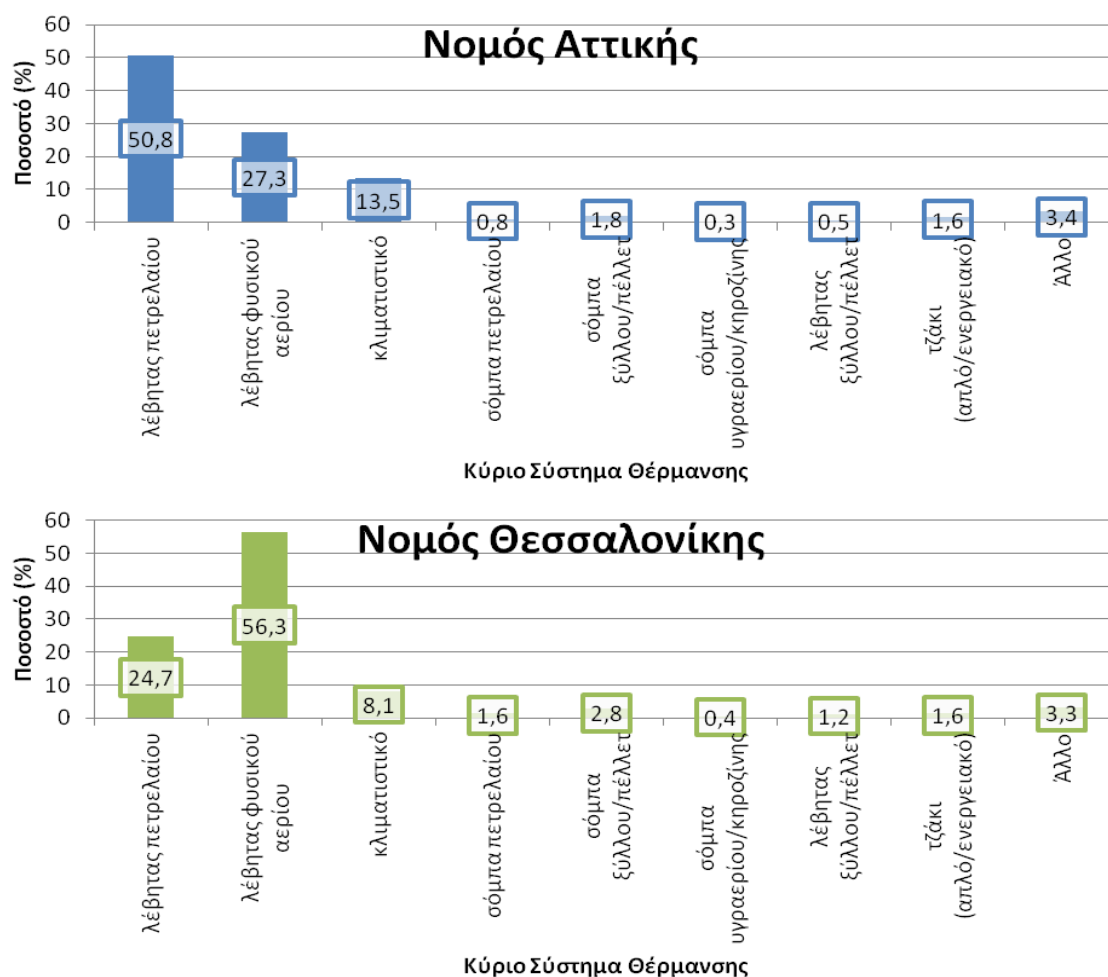 Νομός Αττικής
Ποσοστό (%)
60
50
40
30
20
10
0
50,8
27,3
13,5
0,8
1,8
0,3
0,5
1,6
3,4
λέβητας πετρελαίου
λέβητας φυσικού
αερίου
κλιματιστικό
σόμπα πετρελαίου
σόμπα
ξύλλου/πέλλετ
σόμπα
υγραερίου/κηροζίνης
λέβητας
ξύλλου/πέλλετ
τζάκι
(απλό/ενεργειακό)
Άλλο
Κύριο Σύστημα Θέρμανσης
Νομός Θεσσαλονίκης
Ποσοστό (%)
60
50
40
30
20
10
0
24,7
56,3
8,1
1,6
2,8
0,4
1,2
1,6
3,3
λέβητας πετρελαίου
λέβητας φυσικού
αερίου
κλιματιστικό
σόμπα πετρελαίου
σόμπα
ξύλλου/πέλλετ
σόμπα
υγραερίου/κηροζίνης
λέβητας
ξύλλου/πέλλετ
τζάκι
(απλό/ενεργειακό)
Άλλο
Κύριο Σύστημα Θέρμανσης